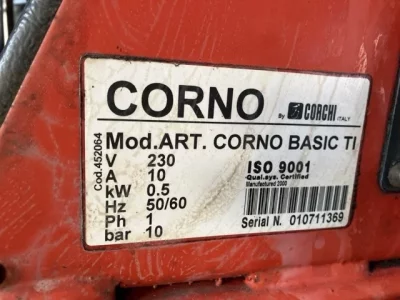 CORNO By CORGHI ITALY
Mod.ART. CORNO BASIC TI
V 230
A 10
kW 0.5
Hz 50/60
Ph 1
bar 10
ISO 9001
Qual.sys. Certified
Manufactured 2000
Serial N. 010711369
Cod.452064